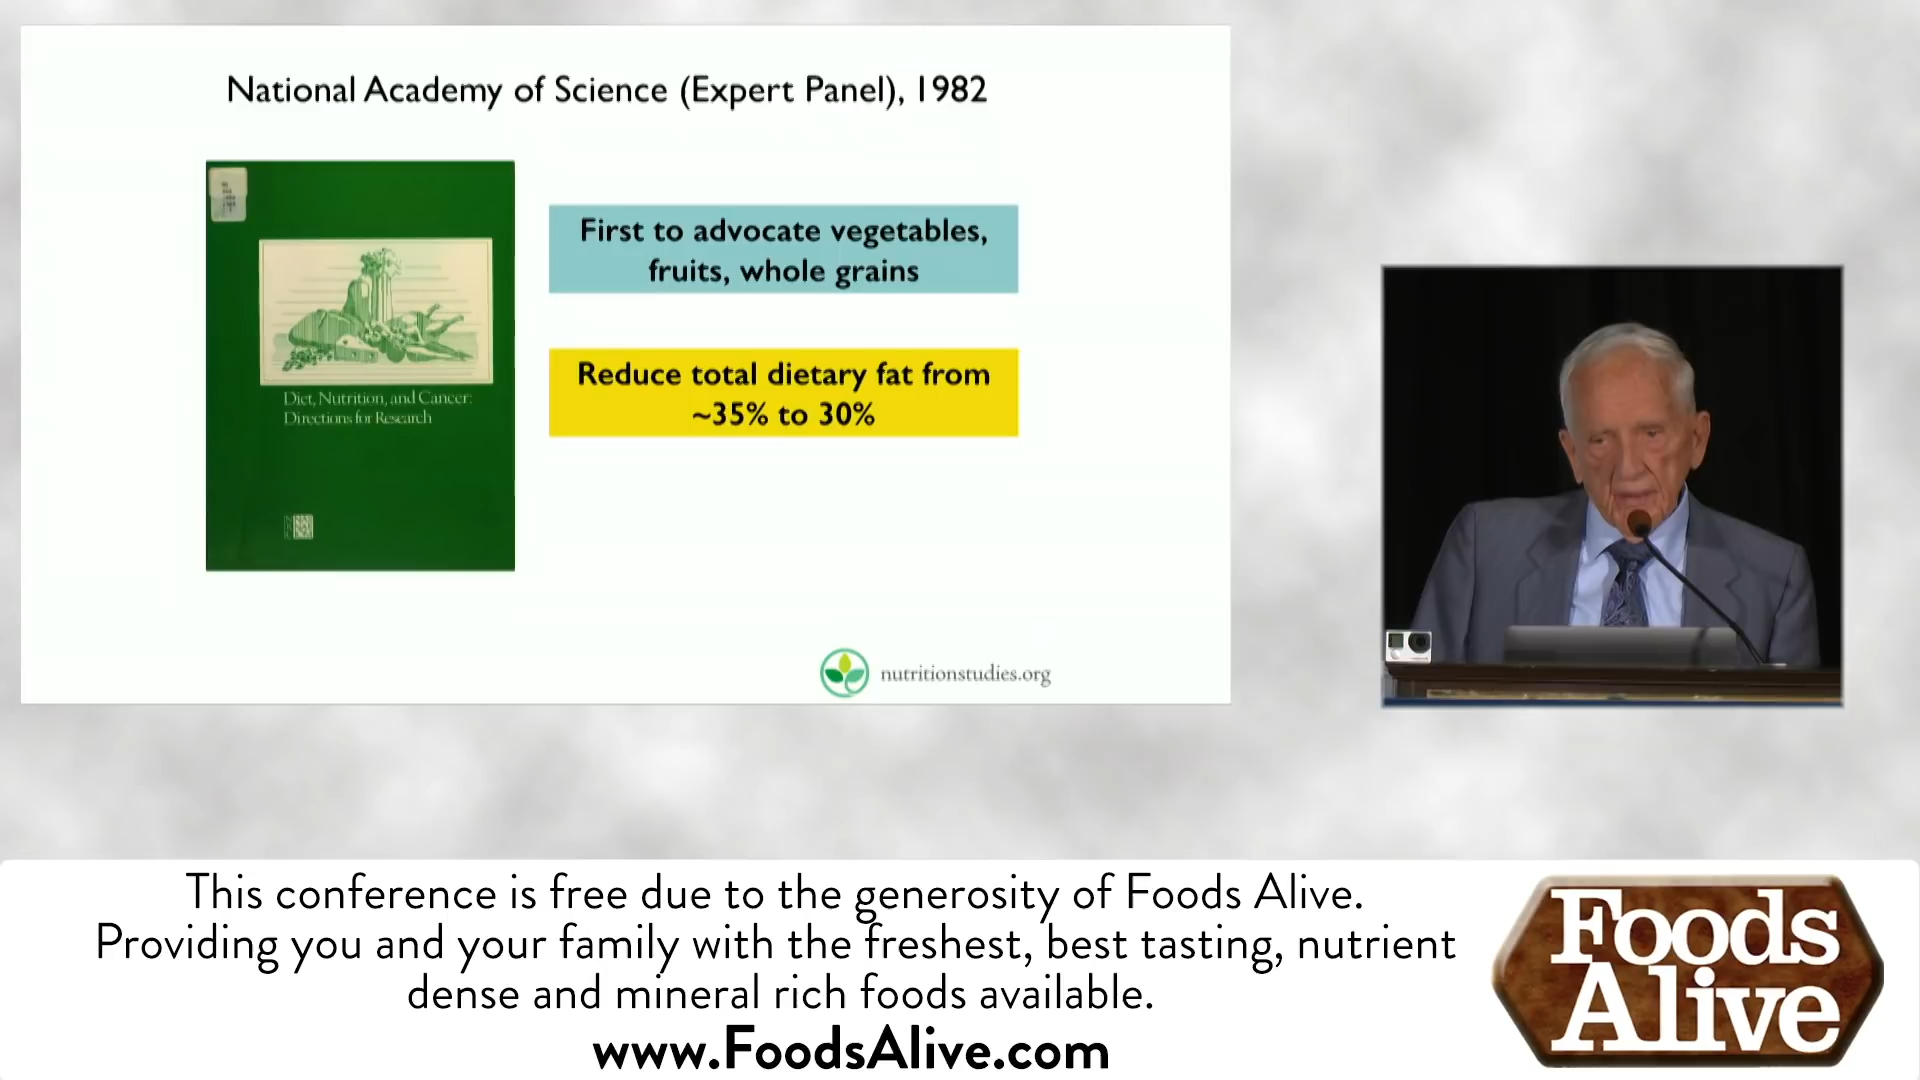 National Academy of Science (Expert Panel), 1982
First to advocate vegetables,
fruits, whole grains
Reduce total dietary fat from
~35% to 30%
Diet, Nutrition, and Cancer:
Directions for Research
nutritionstudies.org
This conference is free due to the generosity of Foods Alive.
Providing you and your family with the freshest, best tasting, nutrient
dense and mineral rich foods available.
www.FoodsAlive.com
Foods
Alive